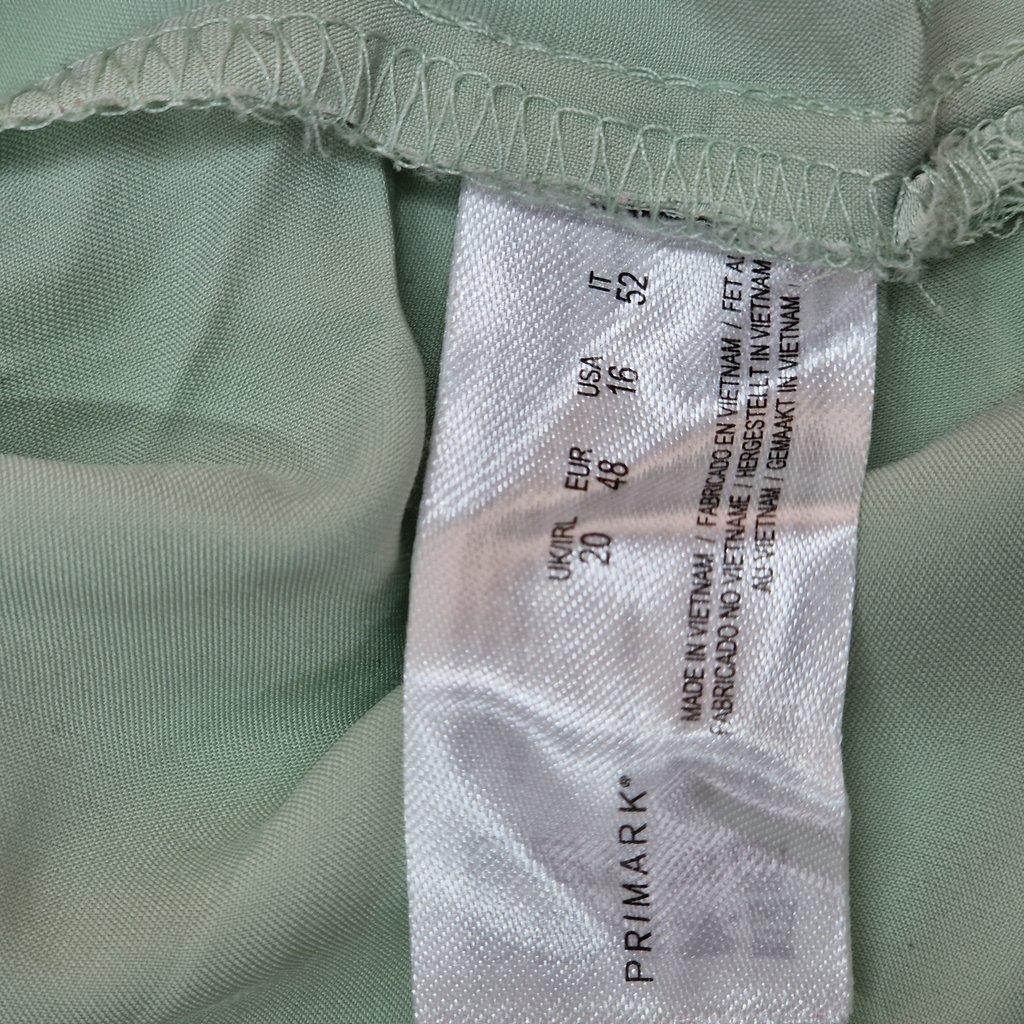 PRIMARK®
UK/IRL EUR USA IT
20 48 16 52
MADE IN VIETNAM / FABRICADO EN VIETNAM / FET
FABRICADO NO VIETNAME / HERGESTELLT IN VIETNAM
AU VIETNAM / GEMAAKT IN VIETNAM